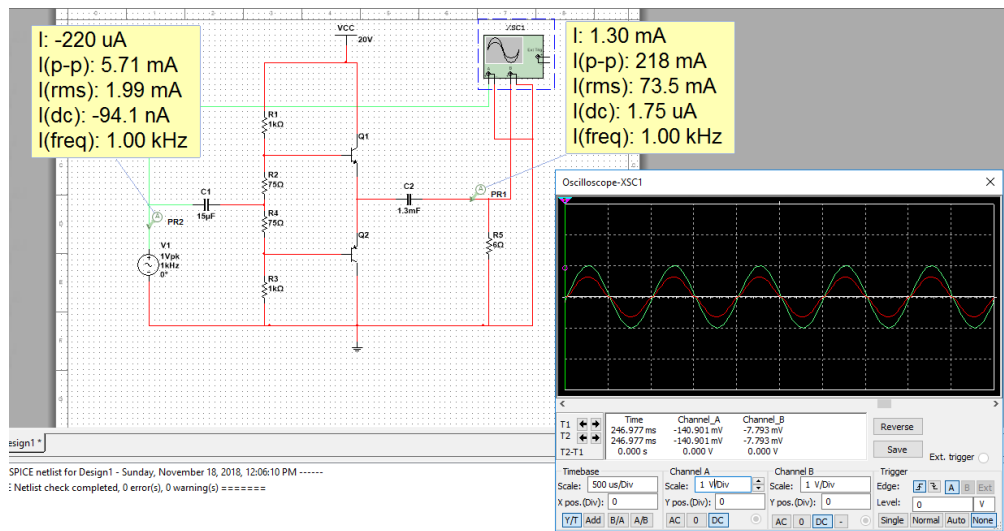 I: -220 uA
I(p-p): 5.71 mA
I(rms): 1.99 mA
I(dc): -94.1 nA
I(freq): 1.00 kHz
VCC
20V
XSC1
Ext Trig
I: 1.30 mA
I(p-p): 218 mA
I(rms): 73.5 mA
I(dc): 1.75 uA
I(freq): 1.00 kHz
R1
1kΩ
Q1
R2
75Ω
C1
15µF
R4
75Ω
C2
1.3mF
PR1
PR2
V1
1Vpk
1kHz
0°
Q2
R3
1kΩ
R5
6Ω
Oscilloscope-XSC1
T1
T2
T2-T1
Time Channel_A Channel_B
246.977 ms -140.901 mV -7.793 mV
246.977 ms -140.901 mV -7.793 mV
0.000 s 0.000 V 0.000 V
Reverse
Save
Ext. trigger
Timebase
Scale: 500 us/Div
X pos.(Div): 0
Y/T Add B/A A/B
Channel A
Scale: 1 V/Div
Y pos.(Div): 0
AC 0 DC
Channel B
Scale: 1 V/Div
Y pos.(Div): 0
AC 0 DC -
Trigger
Edge: A B Ext
Level: 0 V
Single Normal Auto None
esign1 *
SPICE netlist for Design1 - Sunday, November 18, 2018, 12:06:10 PM ------
E Netlist check completed, 0 error(s), 0 warning(s) =======